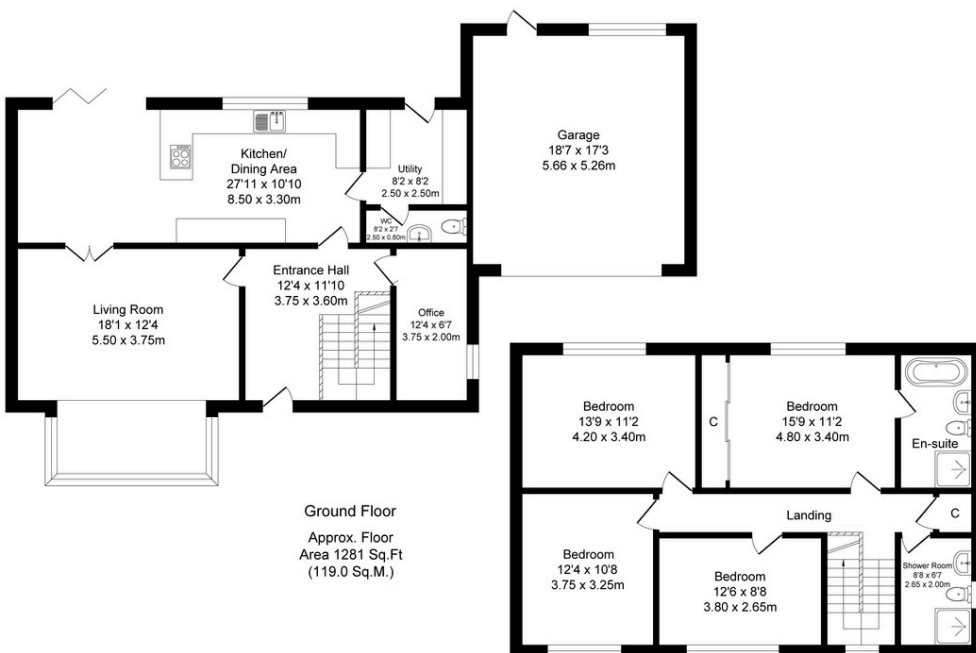 Kitchen/
Dining Area
27'11 x 10'10
8.50 x 3.30m
Utility
8'2 x 8'2
2.50 x 2.50m
WC
8'2 x 2'7
2.50 x 0.80m
Garage
18'7 x 17'3
5.66 x 5.26m
Living Room
18'1 x 12'4
5.50 x 3.75m
Entrance Hall
12'4 x 11'10
3.75 x 3.60m
Office
12'4 x 6'7
3.75 x 2.00m
Ground Floor
Approx. Floor
Area 1281 Sq.Ft
(119.0 Sq.M.)
Bedroom
13'9 x 11'2
4.20 x 3.40m
C
Bedroom
15'9 x 11'2
4.80 x 3.40m
En-suite
Landing
C
Bedroom
12'4 x 10'8
3.75 x 3.25m
Bedroom
12'6 x 8'8
3.80 x 2.65m
Shower Room
8'8 x 6'7
2.65 x 2.00m